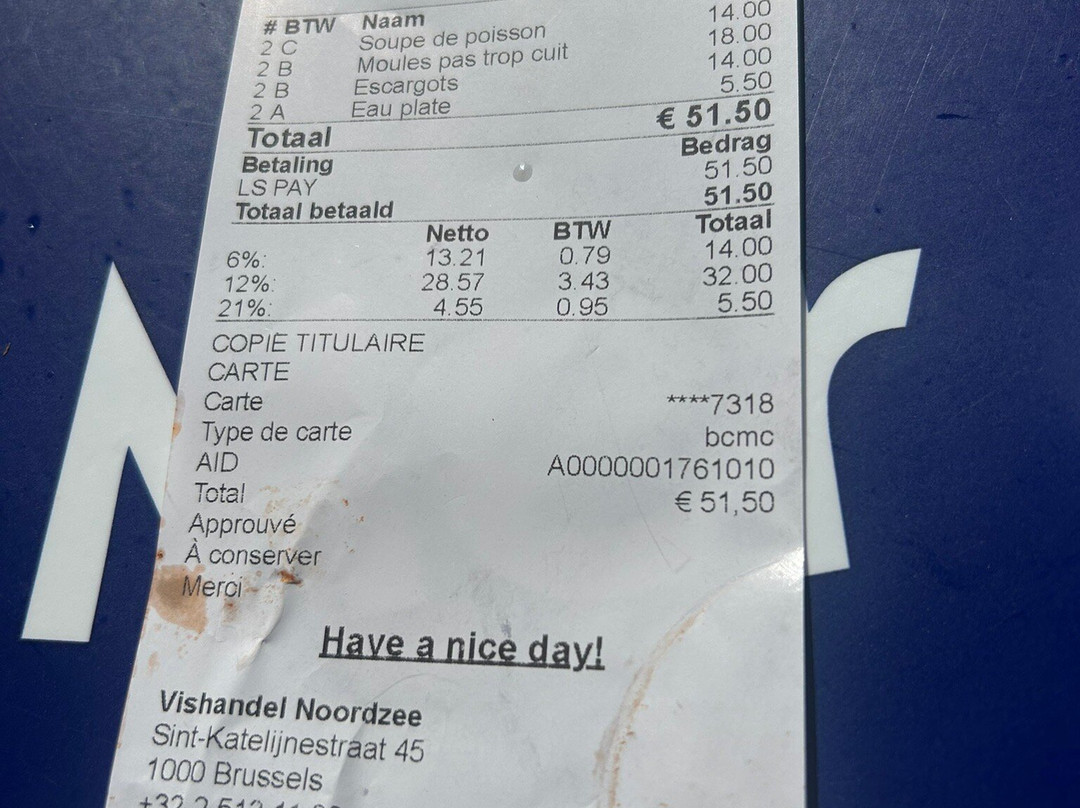 # BTW Naam
2 C Soupe de poisson 14.00
2 B Moules pas trop cuit 18.00
2 B Escargots 14.00
2 A Eau plate 5.50
Totaal € 51.50
Betaling Bedrag
LS PAY 51.50
Totaal betaald 51.50
Netto BTW Totaal
6%: 13.21 0.79 14.00
12%: 28.57 3.43 32.00
21%: 4.55 0.95 5.50
COPIE TITULAIRE
CARTE
Carte ****7318
Type de carte bcmc
AID A0000001761010
Total € 51,50
Approuvé
À conserver
Merci
Have a nice day!
Vishandel Noordzee
Sint-Katelijnestraat 45
1000 Brussels
+32 2 513